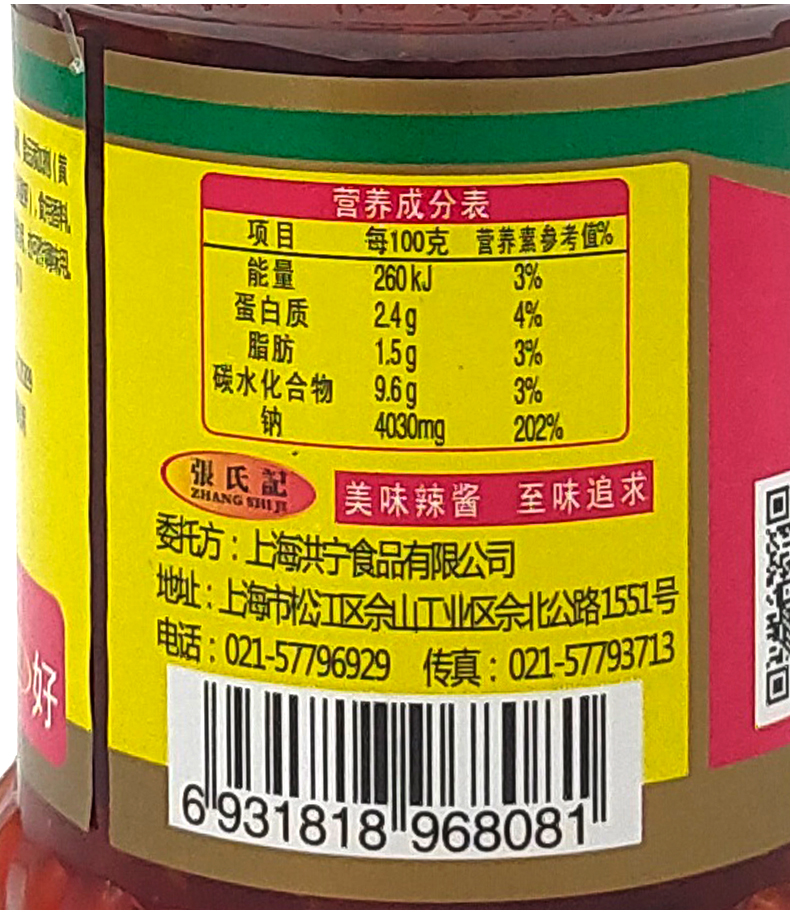 营养成分表
项目 每100克 营养素参考值%
能量 260kJ 3%
蛋白质 2.4g 4%
脂肪 1.5g 3%
碳水化合物 9.6g 3%
钠 4030mg 202%
張氏記
ZHANG SHI JI
美味辣酱 至味追求
委托方：上海洪宁食品有限公司
地址：上海市松江区佘山工业区佘北公路1551号
电话：021-57796929 传真：021-57793713
好
6 931818 968081